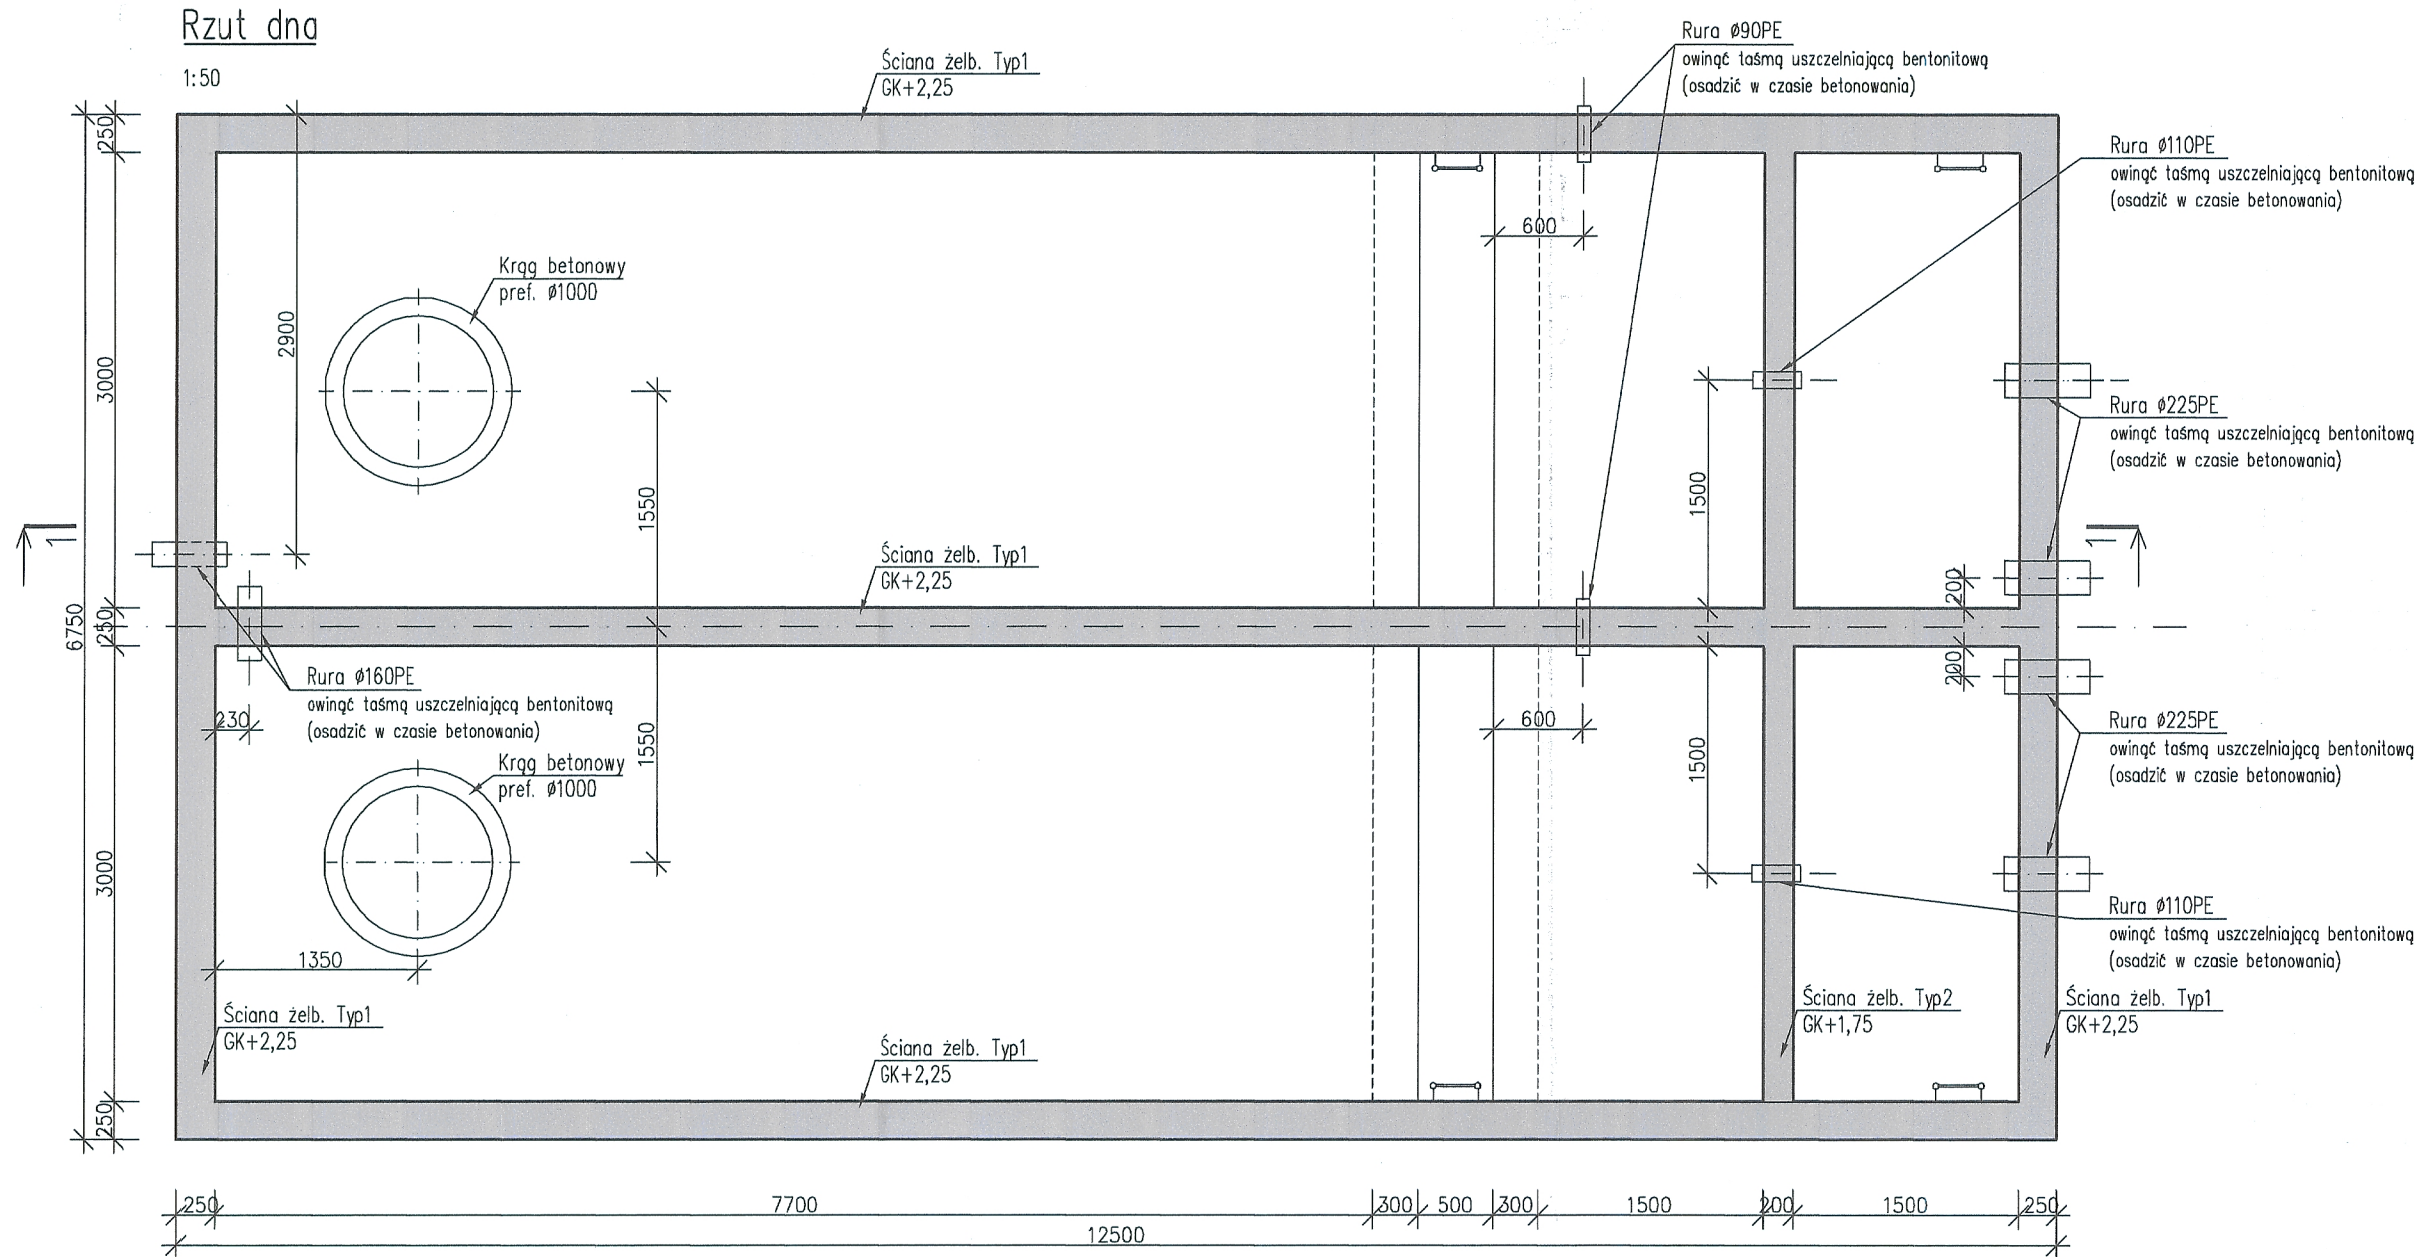 Rzut dna
1:50
Ściana żelb. Typ1
GK+2,25
Rura ø90PE
owinąć taśmą uszczelniającą bentonitową
(osadzić w czasie betonowania)
Rura ø110PE
owinąć taśmą uszczelniającą bentonitową
(osadzić w czasie betonowania)
250
600
Krąg betonowy
pref. ø1000
2900
3000
1550
1500
Rura ø225PE
owinąć taśmą uszczelniającą bentonitową
(osadzić w czasie betonowania)
1
1
Ściana żelb. Typ1
GK+2,25
200
6750
250
200
Rura ø160PE
owinąć taśmą uszczelniającą bentonitową
(osadzić w czasie betonowania)
230
600
1550
1500
Rura ø225PE
owinąć taśmą uszczelniającą bentonitową
(osadzić w czasie betonowania)
Krąg betonowy
pref. ø1000
3000
1350
Rura ø110PE
owinąć taśmą uszczelniającą bentonitową
(osadzić w czasie betonowania)
Ściana żelb. Typ1
GK+2,25
Ściana żelb. Typ1
GK+2,25
Ściana żelb. Typ2
GK+1,75
Ściana żelb. Typ1
GK+2,25
250
250 7700 300 500 300 1500 200 1500 250
12500